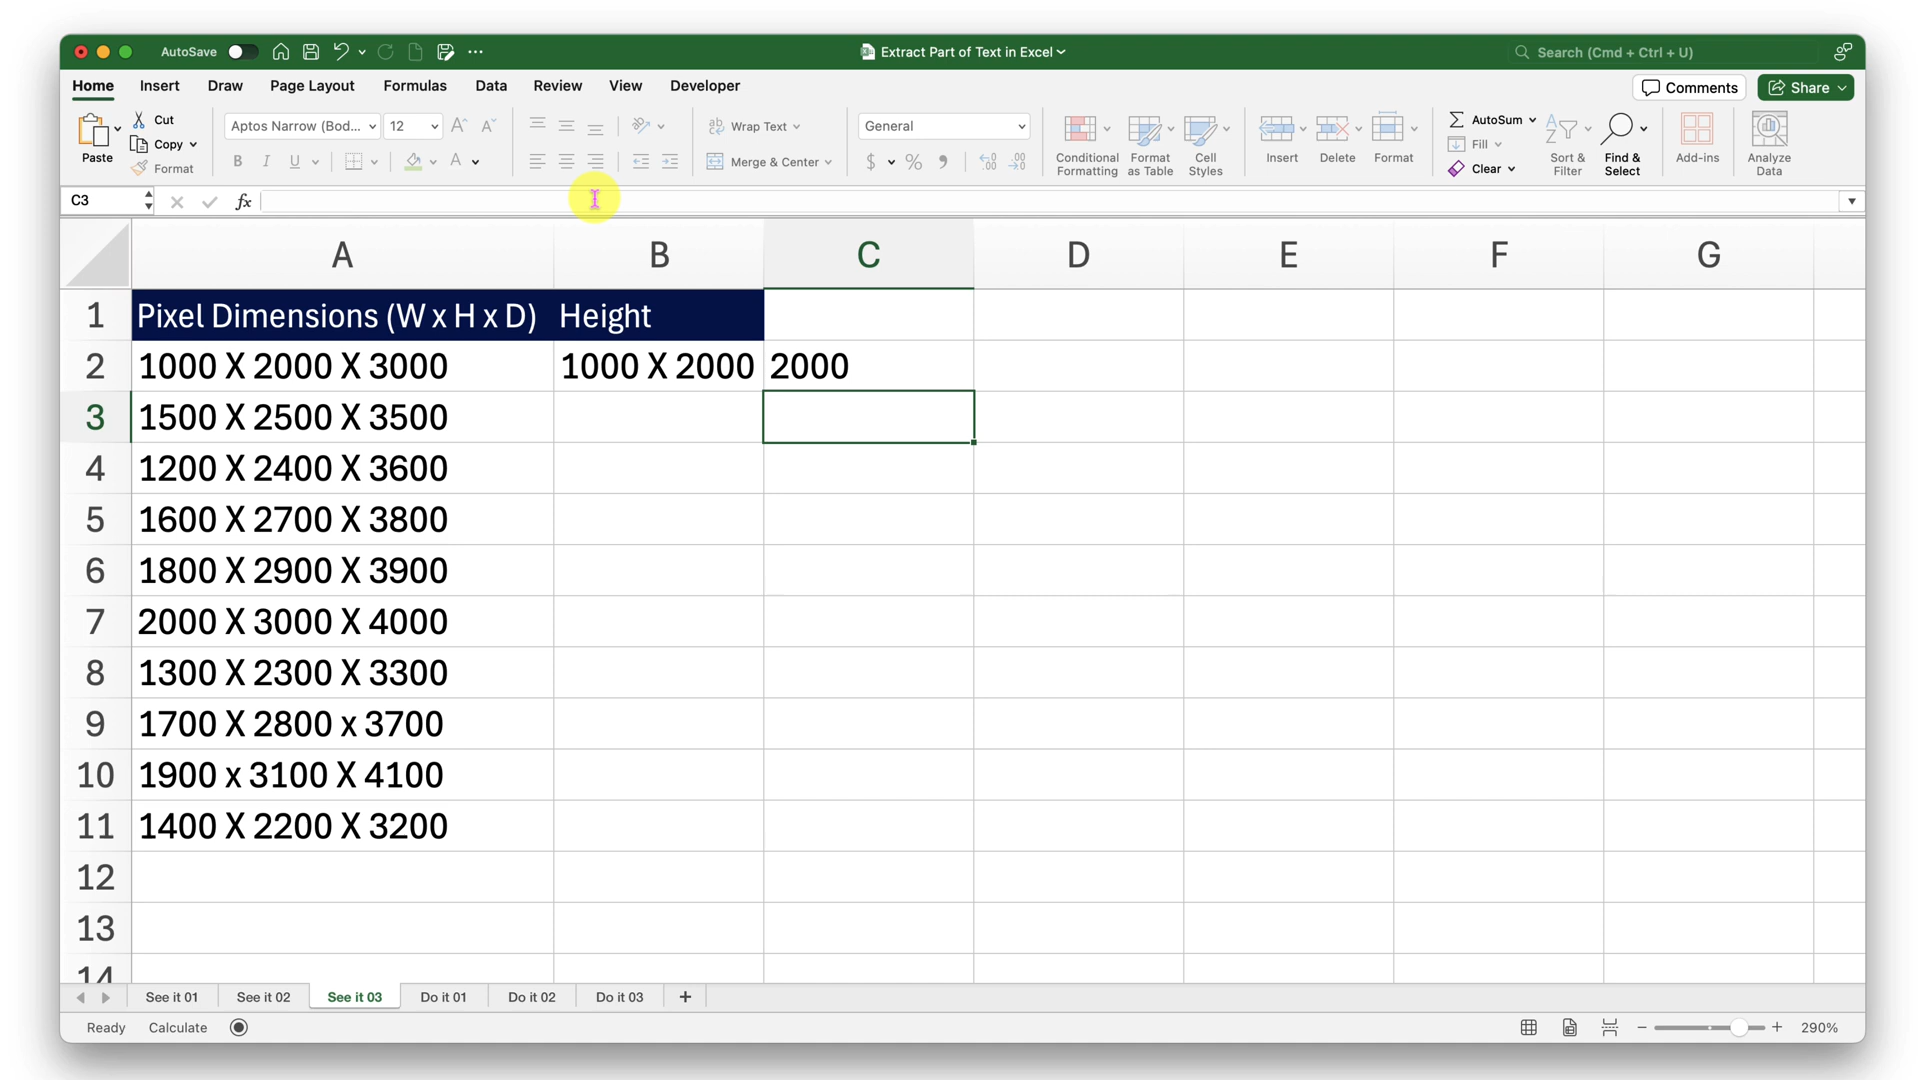 AutoSave
Extract Part of Text in Excel
Search (Cmd + Ctrl + U)
Home Insert Draw Page Layout Formulas Data Review View Developer
Comments Share
Paste
Cut
Copy
Format
Aptos Narrow (Bod... 12
B I U A
Wrap Text
Merge & Center
General
$ % 9
Conditional Formatting
Format as Table
Cell Styles
Insert Delete Format
AutoSum
Fill
Clear
Sort & Filter
Find & Select
Add-ins
Analyze Data
C3 fx
A B C D E F G
1 Pixel Dimensions (W x H x D) Height
2 1000 X 2000 X 3000 1000 X 2000 2000
3 1500 X 2500 X 3500
4 1200 X 2400 X 3600
5 1600 X 2700 X 3800
6 1800 X 2900 X 3900
7 2000 X 3000 X 4000
8 1300 X 2300 X 3300
9 1700 X 2800 x 3700
10 1900 x 3100 X 4100
11 1400 X 2200 X 3200
12
13
14
See it 01 See it 02 See it 03 Do it 01 Do it 02 Do it 03 +
Ready Calculate 290%